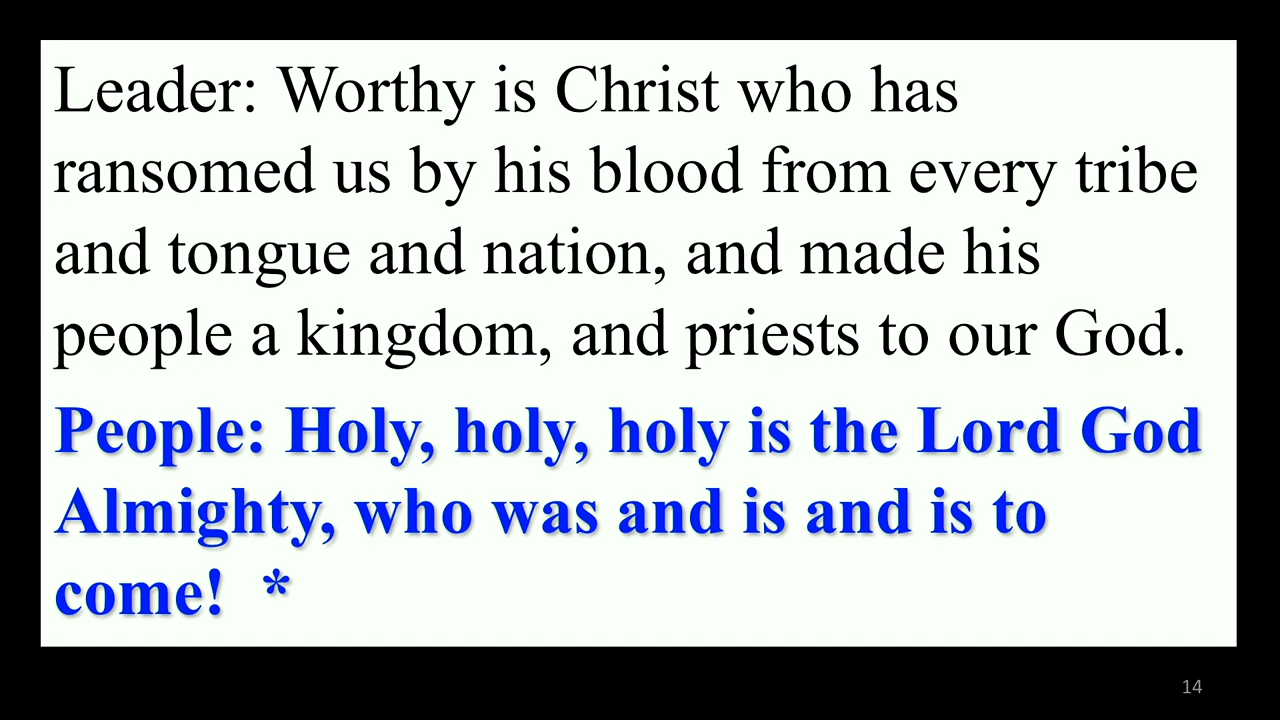 Leader: Worthy is Christ who has
ransomed us by his blood from every tribe
and tongue and nation, and made his
people a kingdom, and priests to our God.
People: Holy, holy, holy is the Lord God
Almighty, who was and is and is to
come!  *
14